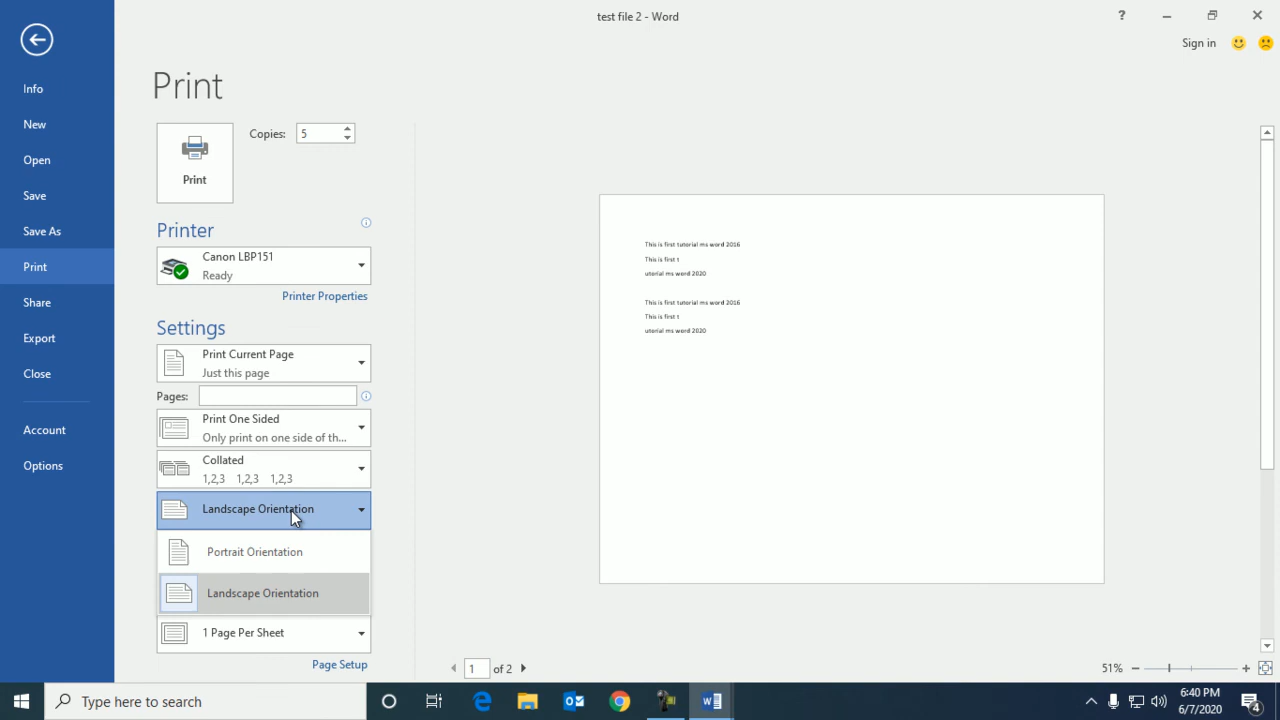 test file 2 - Word
?
Sign in
Info
New
Open
Save
Save As
Print
Share
Export
Close
Account
Options
Print
Print
Copies: 5
Printer
Canon LBP151
Ready
Printer Properties
Settings
Print Current Page
Just this page
Pages:
Print One Sided
Only print on one side of th...
Collated
1,2,3 1,2,3 1,2,3
Landscape Orientation
Portrait Orientation
Landscape Orientation
1 Page Per Sheet
Page Setup
This is first tutorial ms word 2016
This is first t
utorial ms word 2020
This is first tutorial ms word 2016
This is first t
utorial ms word 2020
1 of 2
51%
Type here to search
6:40 PM
6/7/2020
4